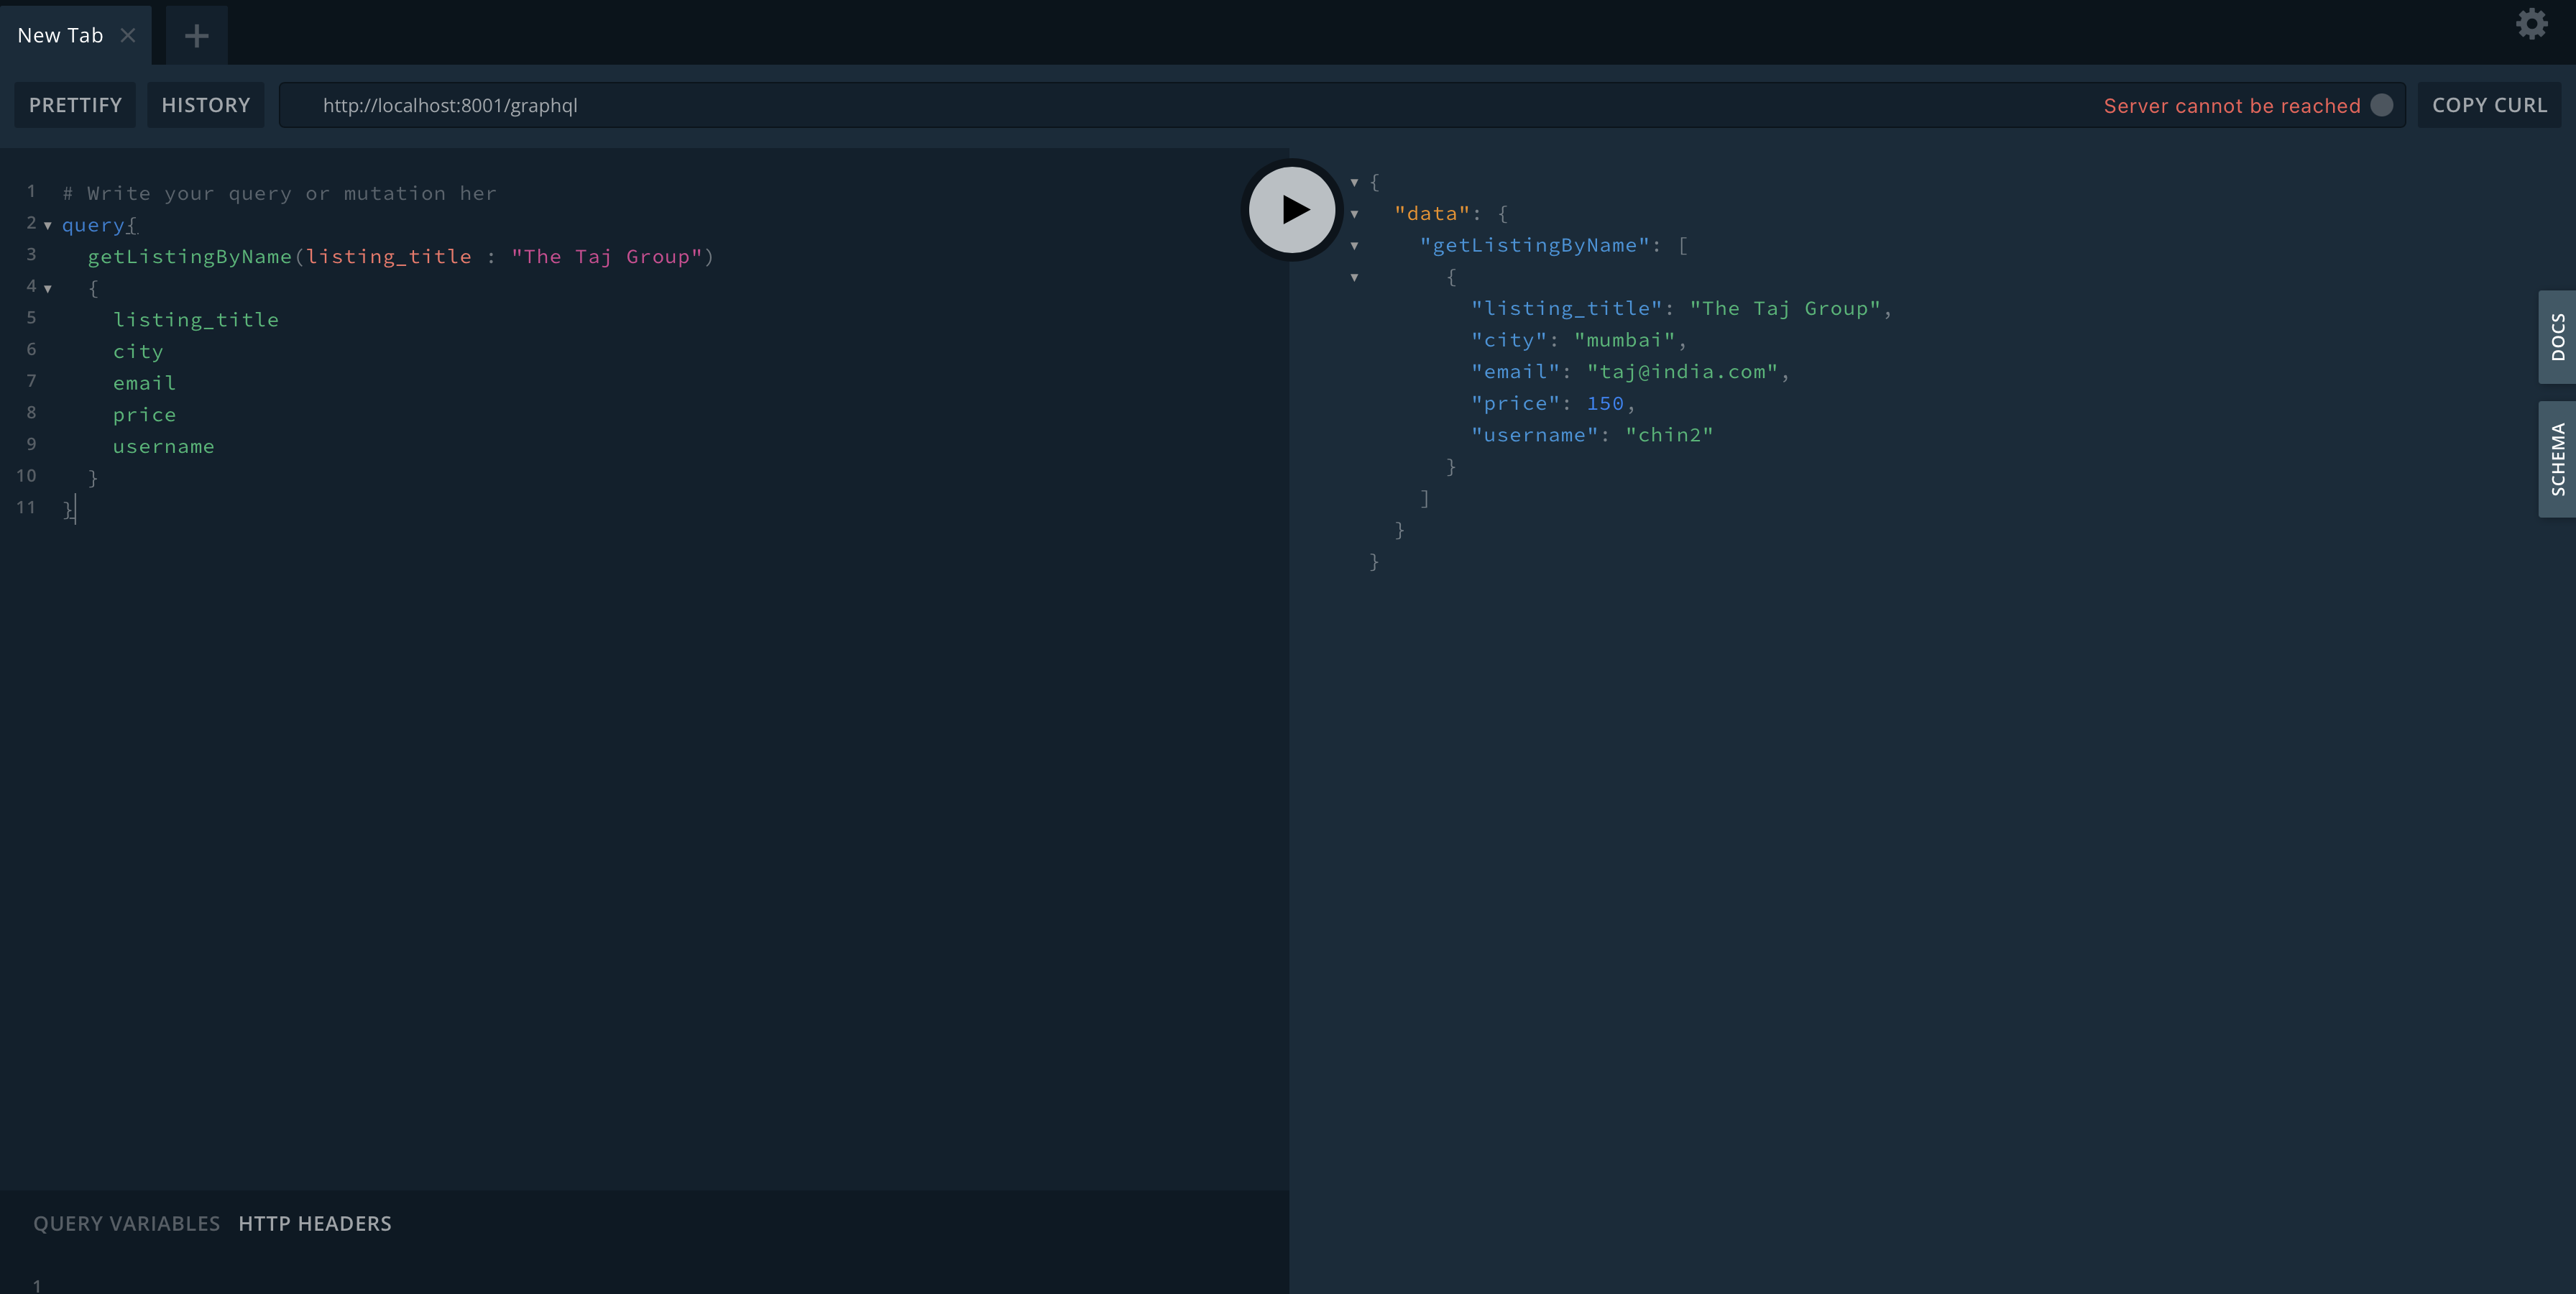 New Tab
PRETTIFY HISTORY http://localhost:8001/graphql Server cannot be reached COPY CURL
1 # Write your query or mutation her
2 query{
3 getListingByName(listing_title : "The Taj Group")
4 {
5 listing_title
6 city
7 email
8 price
9 username
10 }
11 }
{
"data": {
"getListingByName": [
{
"listing_title": "The Taj Group",
"city": "mumbai",
"email": "taj@india.com",
"price": 150,
"username": "chin2"
}
]
}
}
DOCS
SCHEMA
QUERY VARIABLES HTTP HEADERS
1